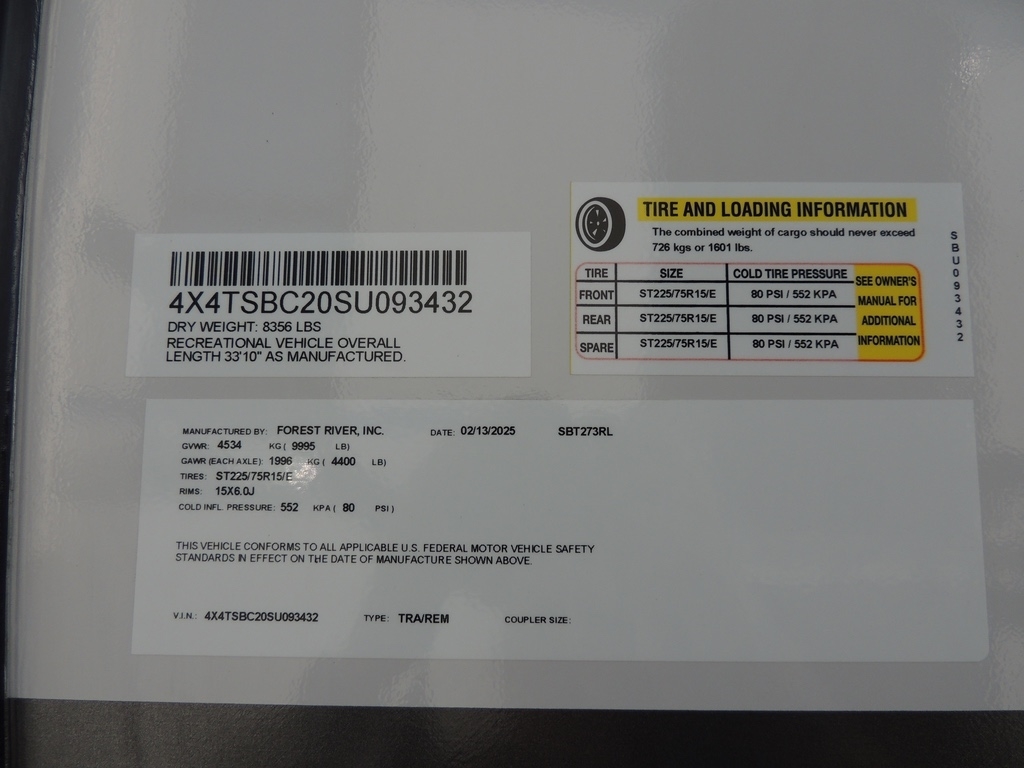 4X4TSBC20SU093432
DRY WEIGHT: 8356 LBS
RECREATIONAL VEHICLE OVERALL
LENGTH 33'10" AS MANUFACTURED.
TIRE AND LOADING INFORMATION
The combined weight of cargo should never exceed
726 kgs or 1601 lbs.
TIRE SIZE COLD TIRE PRESSURE
FRONT ST225/75R15/E 80 PSI / 552 KPA
REAR ST225/75R15/E 80 PSI / 552 KPA
SPARE ST225/75R15/E 80 PSI / 552 KPA
SEE OWNER'S
MANUAL FOR
ADDITIONAL
INFORMATION
SBU093432
MANUFACTURED BY: FOREST RIVER, INC. DATE: 02/13/2025 SBT273RL
GVWR: 4534 KG ( 9995 LB)
GAWR (EACH AXLE): 1996 KG ( 4400 LB)
TIRES: ST225/75R15/E
RIMS: 15X6.0J
COLD INFL. PRESSURE: 552 KPA ( 80 PSI )
THIS VEHICLE CONFORMS TO ALL APPLICABLE U.S. FEDERAL MOTOR VEHICLE SAFETY
STANDARDS IN EFFECT ON THE DATE OF MANUFACTURE SHOWN ABOVE.
V.I.N.: 4X4TSBC20SU093432 TYPE: TRA/REM COUPLER SIZE: